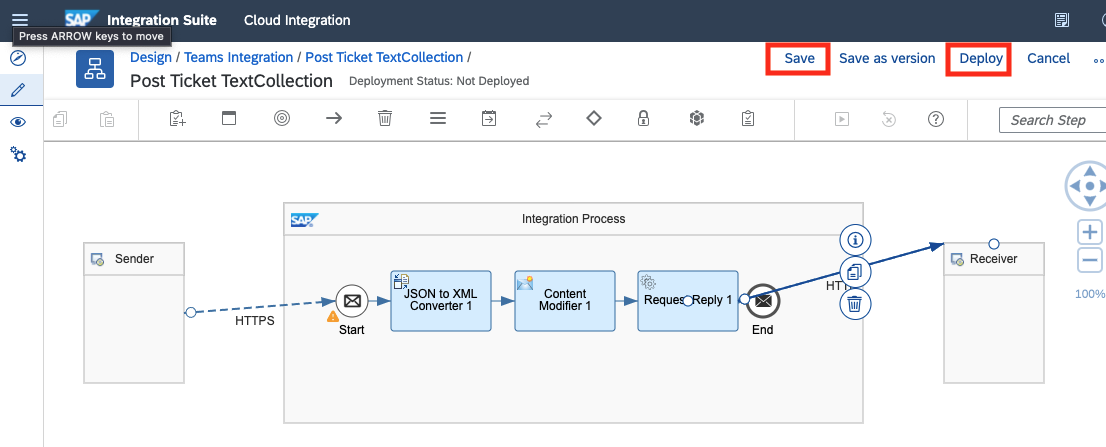 SAP Integration Suite Cloud Integration
Press ARROW keys to move
Design / Teams Integration / Post Ticket TextCollection /
Save Save as version Deploy Cancel
Post Ticket TextCollection Deployment Status: Not Deployed
Search Step
SAP Integration Process
Sender
Receiver
JSON to XML
Converter 1
Content
Modifier 1
Request Reply 1
HTTPS
Start
End
100%